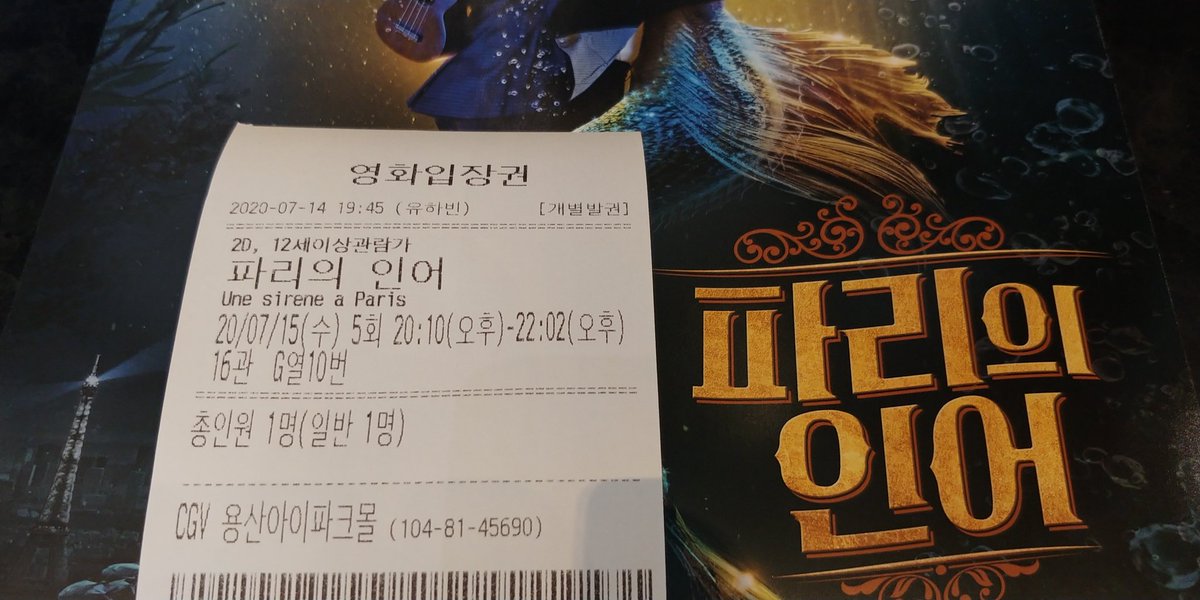 영화입장권
2020-07-14 19:45 (유하빈) [개별발권]
2D, 12세이상관람가
파리의 인어
Une sirene a Paris
20/07/15(수) 5회 20:10(오후)-22:02(오후)
16관 G열10번
총인원 1명(일반 1명)
CGV 용산아이파크몰 (104-81-45690)
파리의
인어